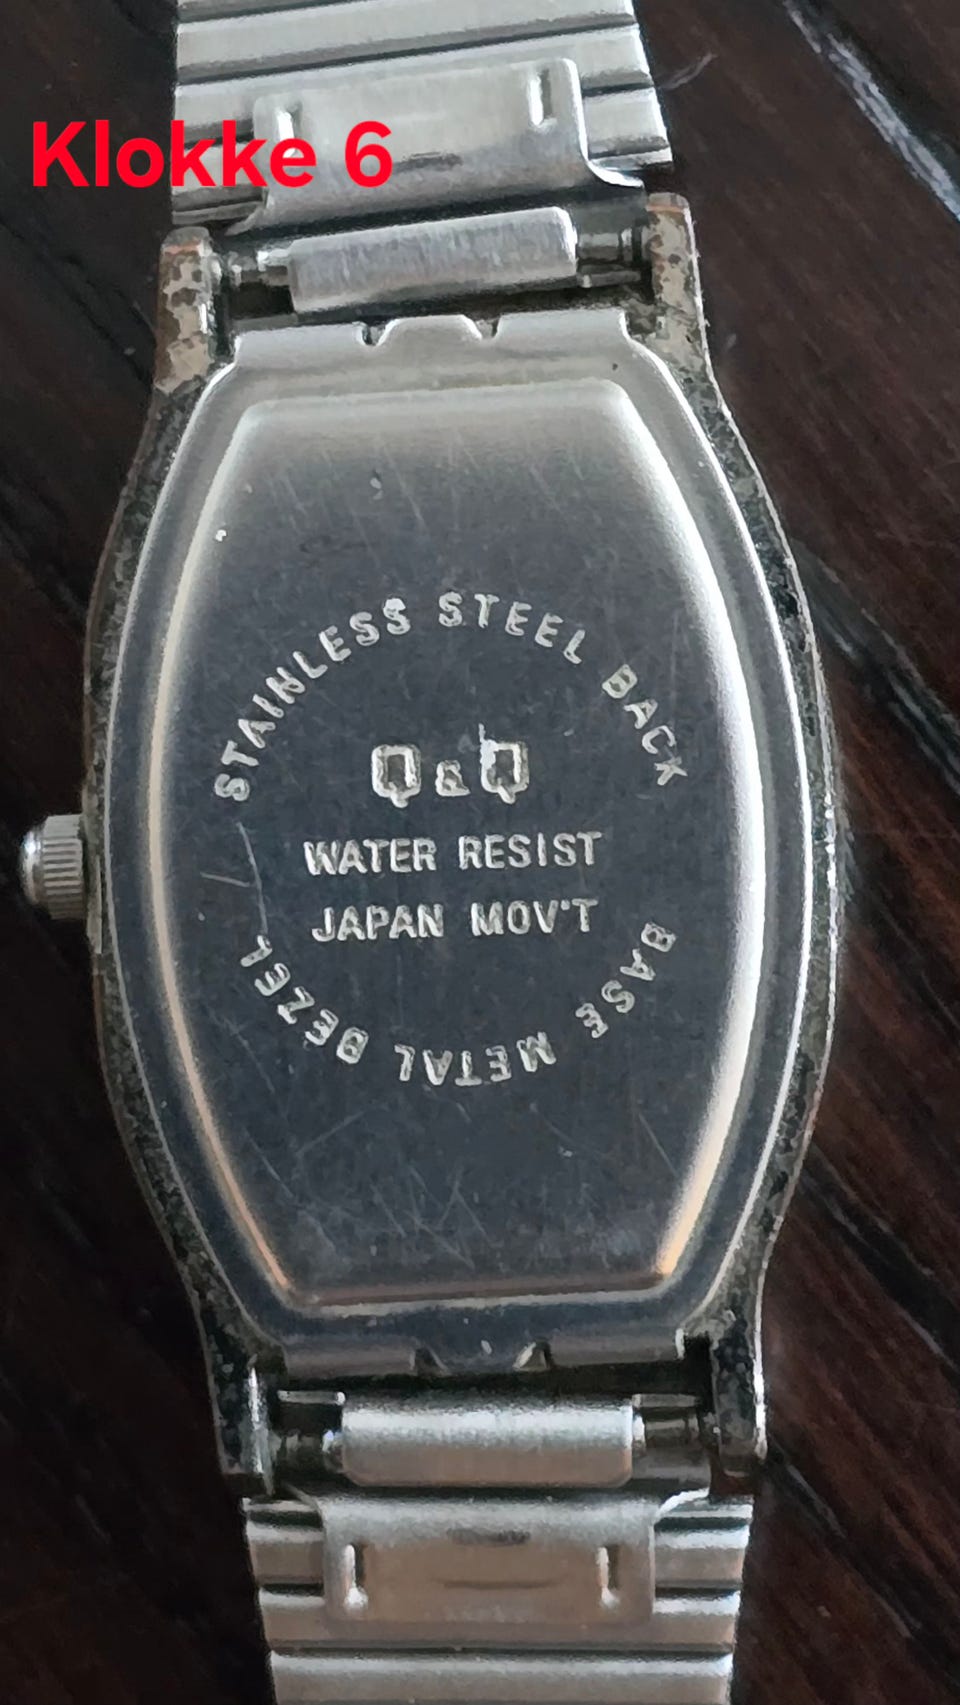 Klokke 6
STAINLESS STEEL BACK
Q&Q
WATER RESIST
JAPAN MOV'T
BASE METAL BEZEL